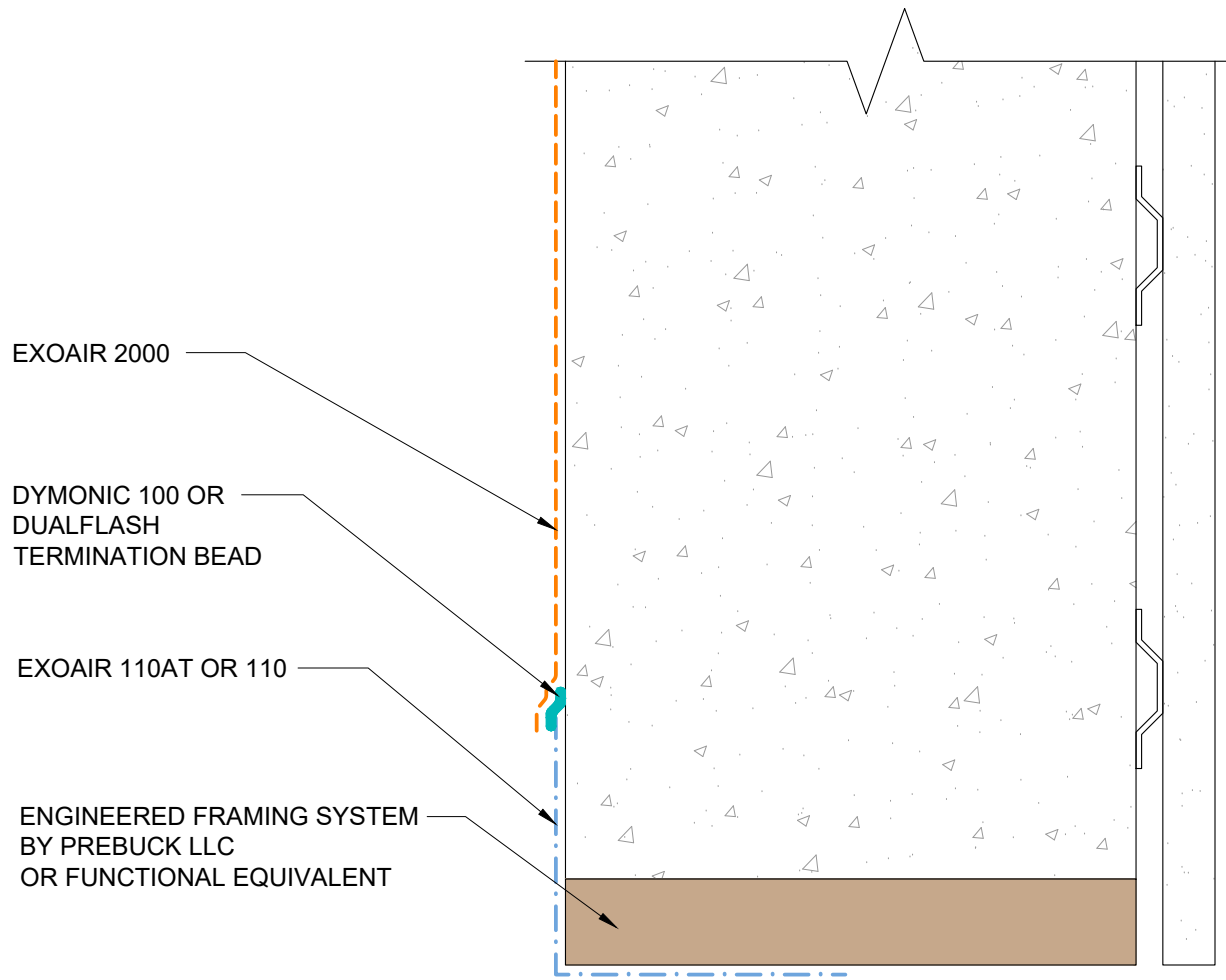 EXOAIR 2000
DYMONIC 100 OR
DUALFLASH
TERMINATION BEAD
EXOAIR 110AT OR 110
ENGINEERED FRAMING SYSTEM
BY PREBUCK LLC
OR FUNCTIONAL EQUIVALENT